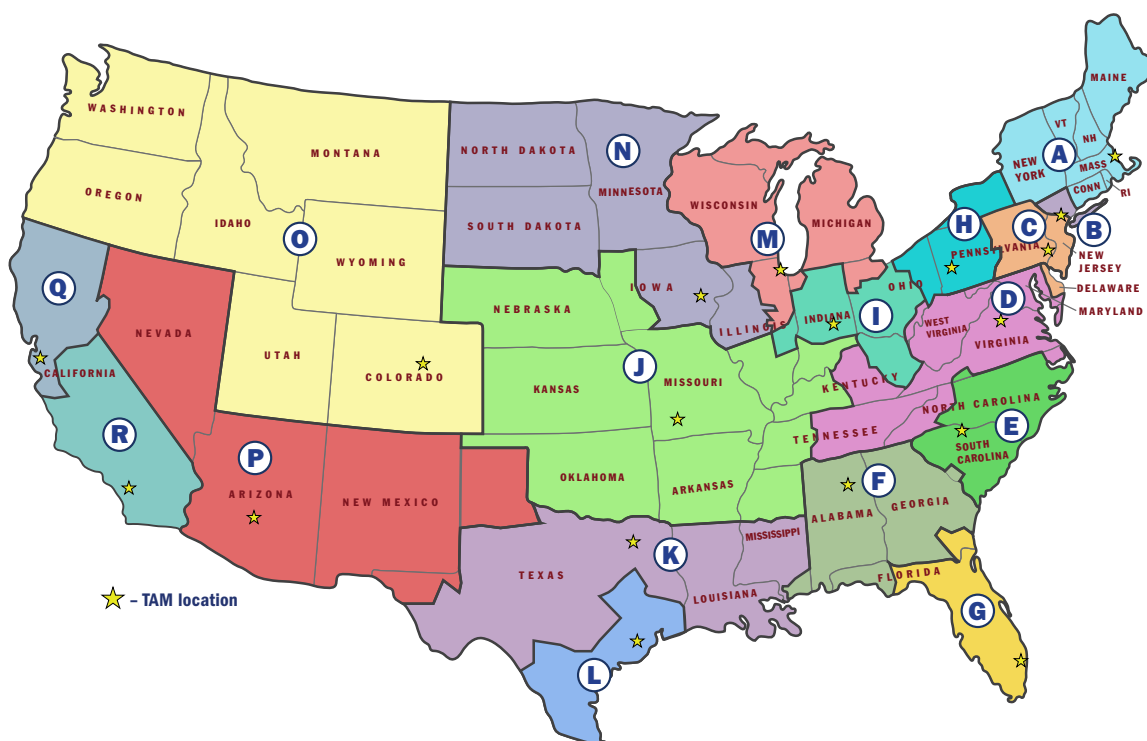 WASHINGTON
OREGON
IDAHO
MONTANA
WYOMING
O
UTAH
COLORADO
Q
NEVADA
CALIFORNIA
R
P
ARIZONA
NEW MEXICO
NORTH DAKOTA
SOUTH DAKOTA
N
MINNESOTA
IOWA
NEBRASKA
KANSAS
J
MISSOURI
OKLAHOMA
ARKANSAS
WISCONSIN
M
MICHIGAN
ILLINOIS
INDIANA
I
OHIO
KENTUCKY
TENNESSEE
K
TEXAS
LOUISIANA
MISSISSIPPI
L
ALABAMA
F
GEORGIA
FLORIDA
G
NORTH CAROLINA
E
SOUTH
CAROLINA
WEST
VIRGINIA
D
VIRGINIA
H
PENNSYLVANIA
C
B
NEW
JERSEY
DELAWARE
MARYLAND
NEW
YORK
A
VT
NH
MAINE
MASS
CONN
RI
– TAM location